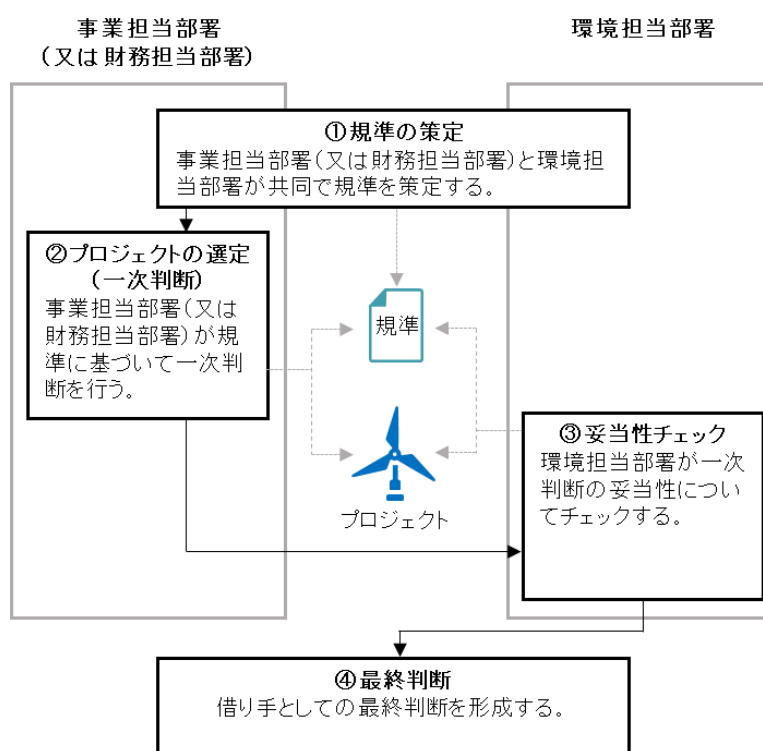 事業担当部署
(又は財務担当部署)
環境担当部署
①規準の策定
事業担当部署(又は財務担当部署)と環境担
当部署が共同で規準を策定する。
②プロジェクトの選定
(一次判断)
事業担当部署(又は
財務担当部署)が規
準に基づいて一次判
断を行う。
規準
プロジェクト
③妥当性チェック
環境担当部署が一次
判断の妥当性につい
てチェックする。
④最終判断
借り手としての最終判断を形成する。